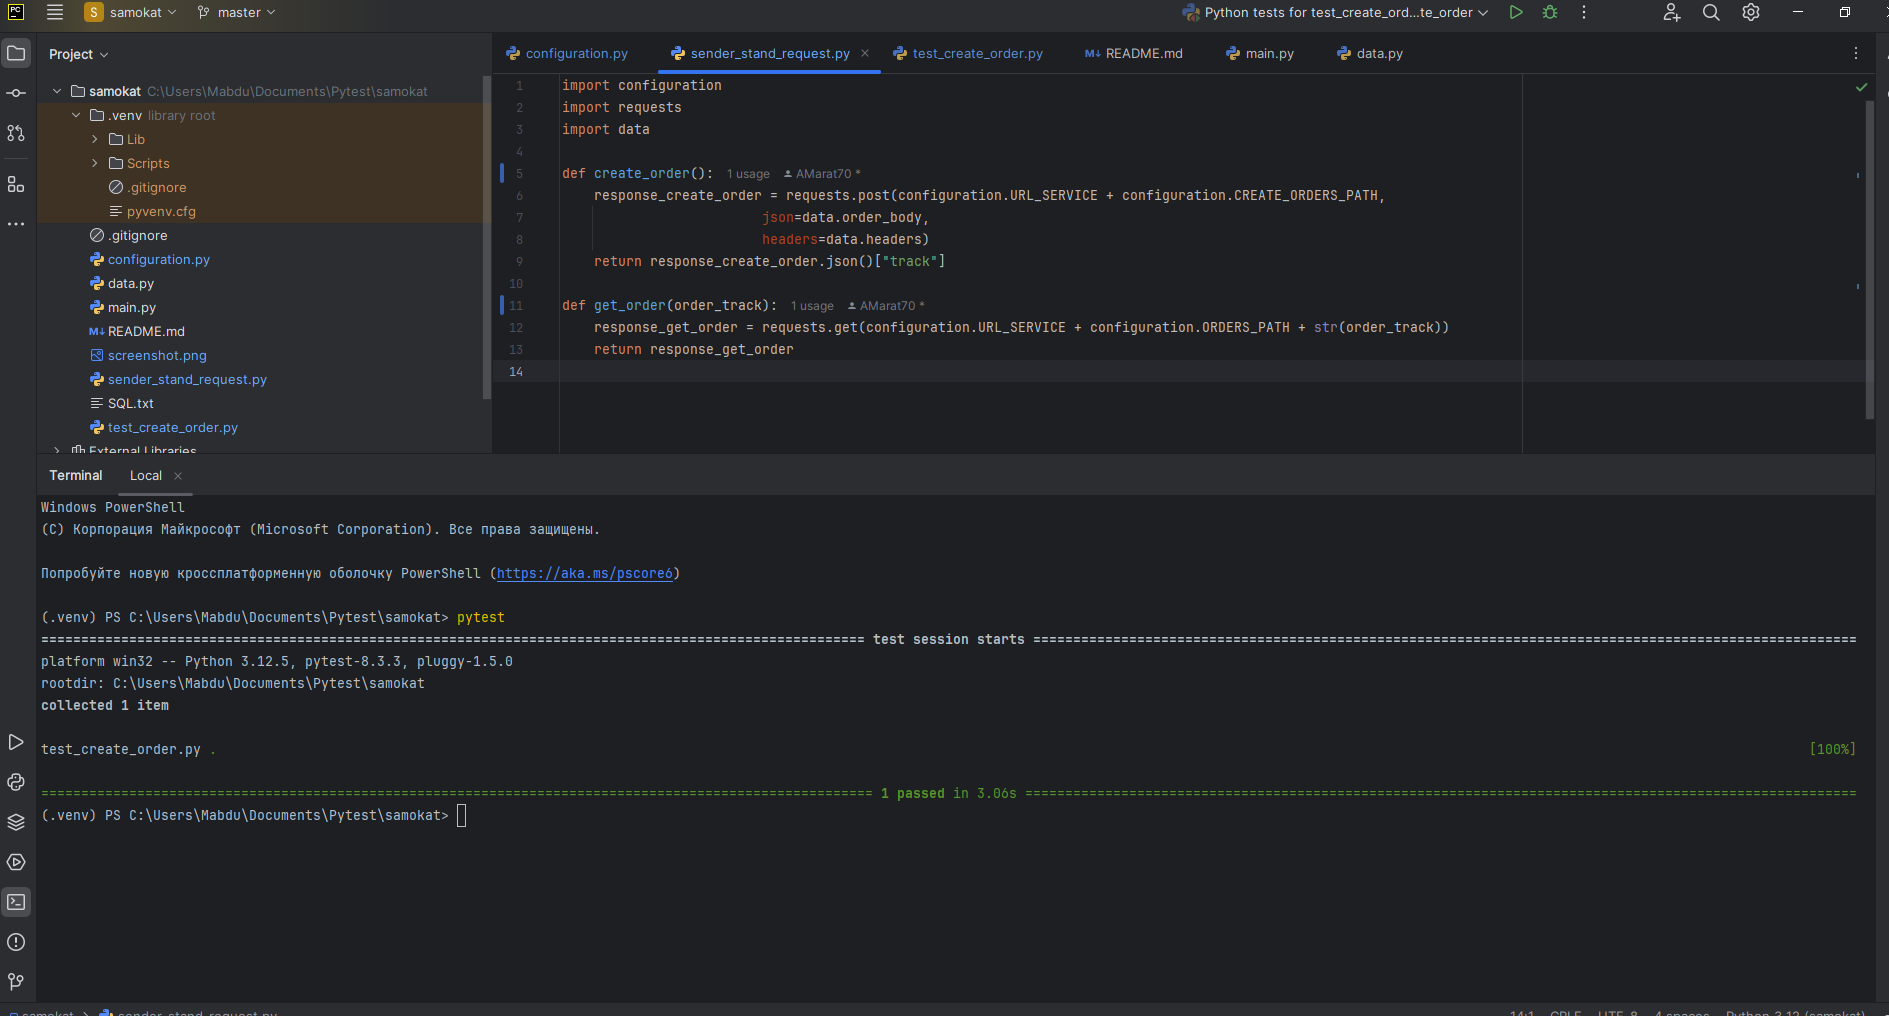 PC S samokat master Python tests for test_create_ord...te_order
Project
samokat C:\Users\Mabdu\Documents\Pytest\samokat
.venv library root
Lib
Scripts
.gitignore
pyvenv.cfg
.gitignore
configuration.py
data.py
main.py
README.md
screenshot.png
sender_stand_request.py
SQL.txt
test_create_order.py
External Libraries
configuration.py sender_stand_request.py test_create_order.py README.md main.py data.py
1 import configuration
2 import requests
3 import data
4
5 def create_order(): 1 usage AMarat70 *
6 response_create_order = requests.post(configuration.URL_SERVICE + configuration.CREATE_ORDERS_PATH,
7 json=data.order_body,
8 headers=data.headers)
9 return response_create_order.json()["track"]
10
11 def get_order(order_track): 1 usage AMarat70 *
12 response_get_order = requests.get(configuration.URL_SERVICE + configuration.ORDERS_PATH + str(order_track))
13 return response_get_order
14
Terminal Local
Windows PowerShell
(C) Корпорация Майкрософт (Microsoft Corporation). Все права защищены.
Попробуйте новую кроссплатформенную оболочку PowerShell (https://aka.ms/pscore6)
(.venv) PS C:\Users\Mabdu\Documents\Pytest\samokat> pytest
======= test session starts =======
platform win32 -- Python 3.12.5, pytest-8.3.3, pluggy-1.5.0
rootdir: C:\Users\Mabdu\Documents\Pytest\samokat
collected 1 item
test_create_order.py . [100%]
======= 1 passed in 3.06s =======
(.venv) PS C:\Users\Mabdu\Documents\Pytest\samokat>
samokat > sender_stand_request.py 14:1 CRLF UTF-8 4 spaces Python 3.12 (samokat)